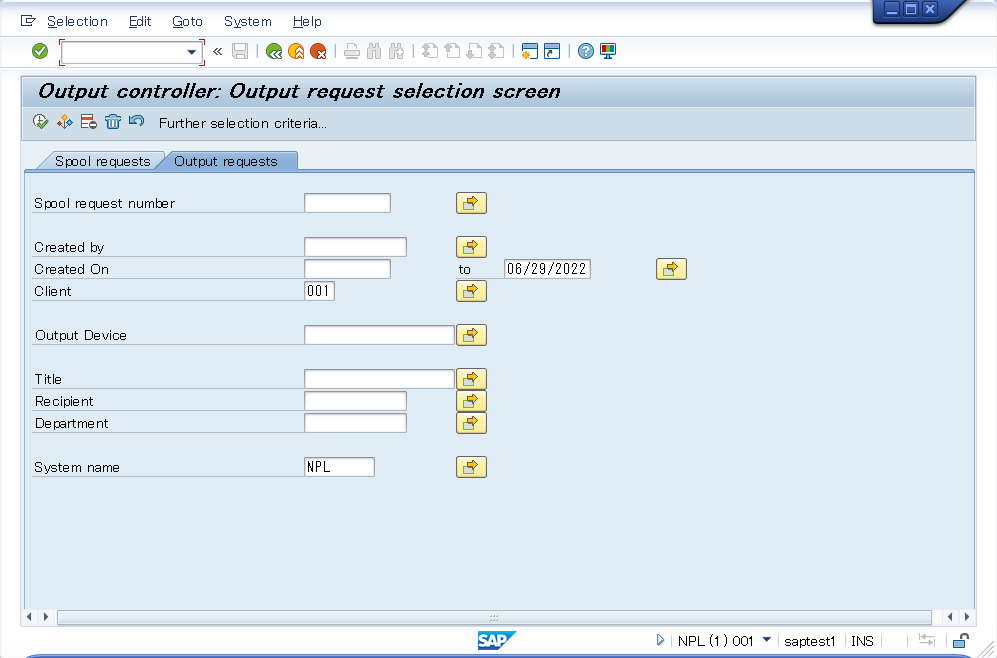 Selection Edit Goto System Help
«
Output controller: Output request selection screen
Further selection criteria...
Spool requests Output requests
Spool request number
Created by
Created On to 06/29/2022
Client 001
Output Device
Title
Recipient
Department
System name NPL
SAP NPL (1) 001 saptest1 INS